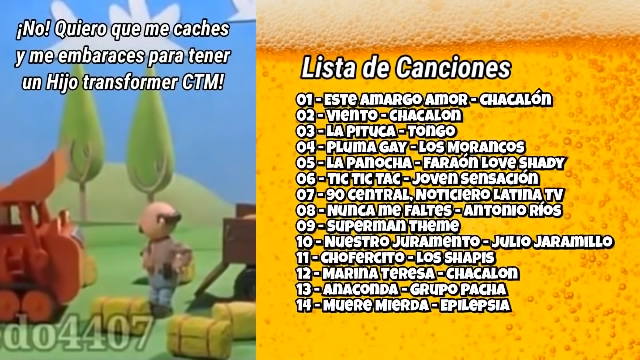 ¡No! Quiero que me caches
y me embaraces para tener
un Hijo transformer CTM!
Lista de Canciones
01 - Este amargo amor - Chacalón
02 - Viento - Chacalon
03 - La Pituca - Tongo
04 - Pluma Gay - Los Morancos
05 - La Panocha - Faraón Love Shady
06 - Tic Tic Tac - Joven Sensación
07 - 90 Central, Noticiero Latina TV
08 - Nunca me faltes - Antonio Ríos
09 - Superman Theme
10 - Nuestro Juramento - Julio Jaramillo
11 - Chofercito - Los Shapis
12 - Marina Teresa - Chacalon
13 - Anaconda - Grupo Pacha
14 - Muere Mierda - Epilepsia
do4407